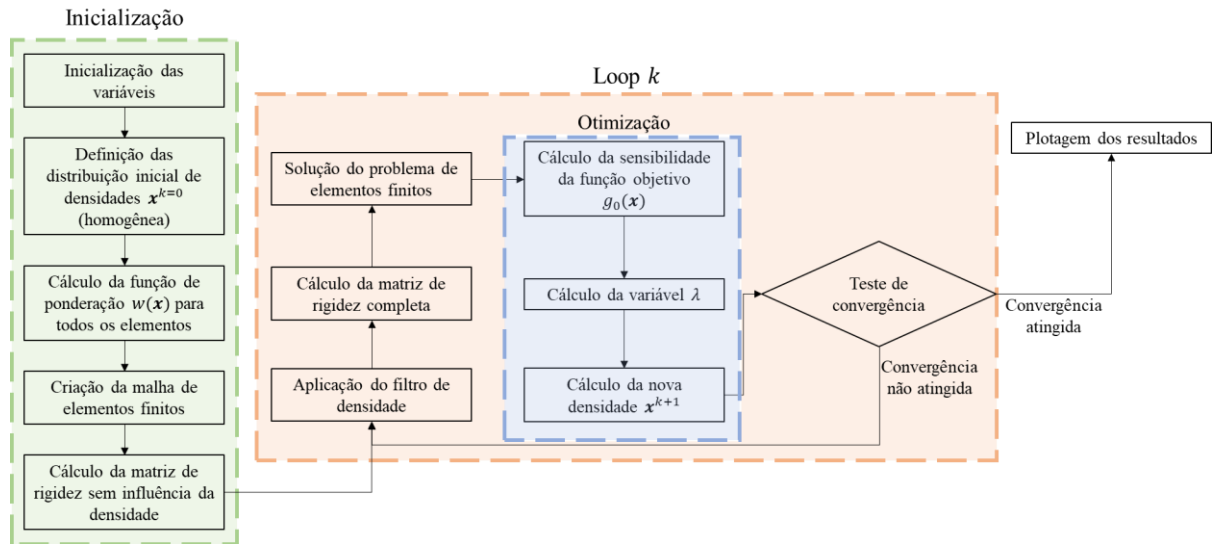 Inicialização
Inicialização das
variáveis
Definição das
distribuição inicial de
densidades 𝒙ᵏ⁼⁰
(homogênea)
Cálculo da função de
ponderação 𝑤(𝒙) para
todos os elementos
Criação da malha de
elementos finitos
Cálculo da matriz de
rigidez sem influência da
densidade
Loop 𝑘
Aplicação do filtro de
densidade
Cálculo da matriz de
rigidez completa
Solução do problema de
elementos finitos
Otimização
Cálculo da sensibilidade
da função objetivo
𝑔₀(𝒙)
Cálculo da variável 𝜆
Cálculo da nova
densidade 𝒙ᵏ⁺¹
Teste de
convergência
Convergência
não atingida
Convergência
atingida
Plotagem dos resultados